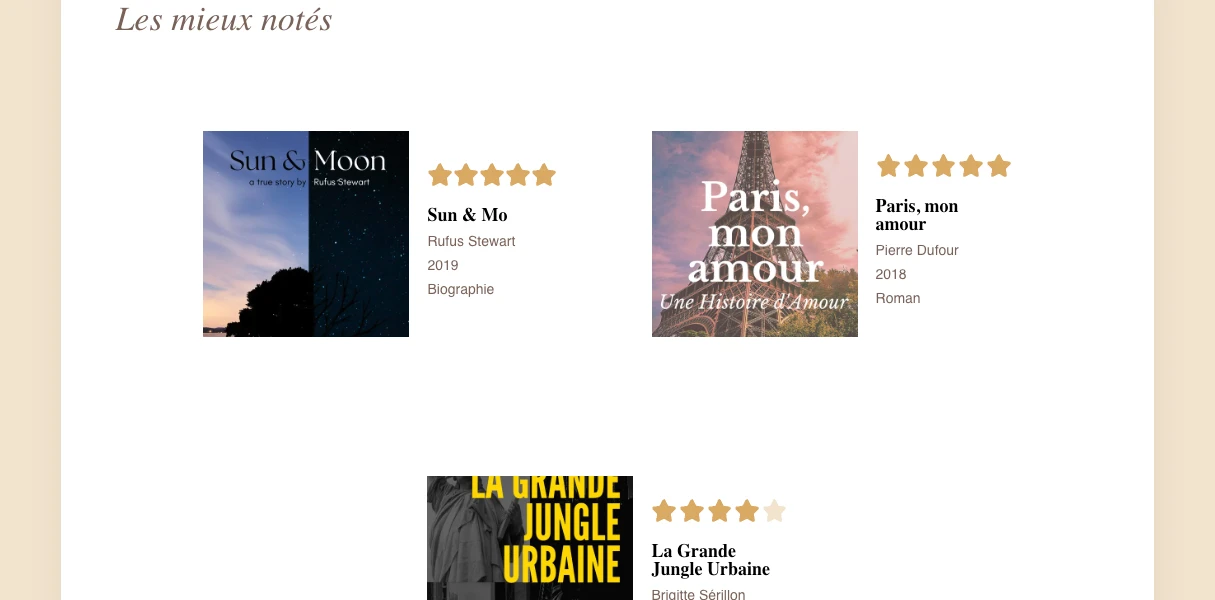 Les mieux notés
Sun & Moon
a true story by Rufus Stewart
Sun & Mo
Rufus Stewart
2019
Biographie
Paris,
mon
amour
Une Histoire d'Amour
Paris, mon
amour
Pierre Dufour
2018
Roman
LA GRANDE
JUNGLE
URBAINE
La Grande
Jungle Urbaine
Brigitte Sérillon